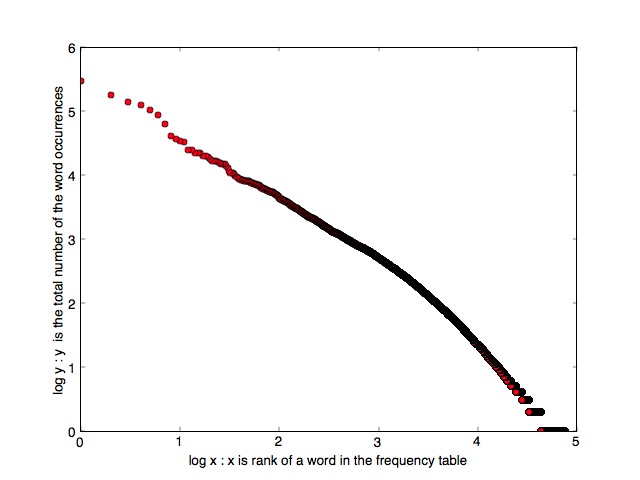 6
5
4
3
2
1
0
0 1 2 3 4 5
log y : y is the total number of the word occurrences
log x : x is rank of a word in the frequency table